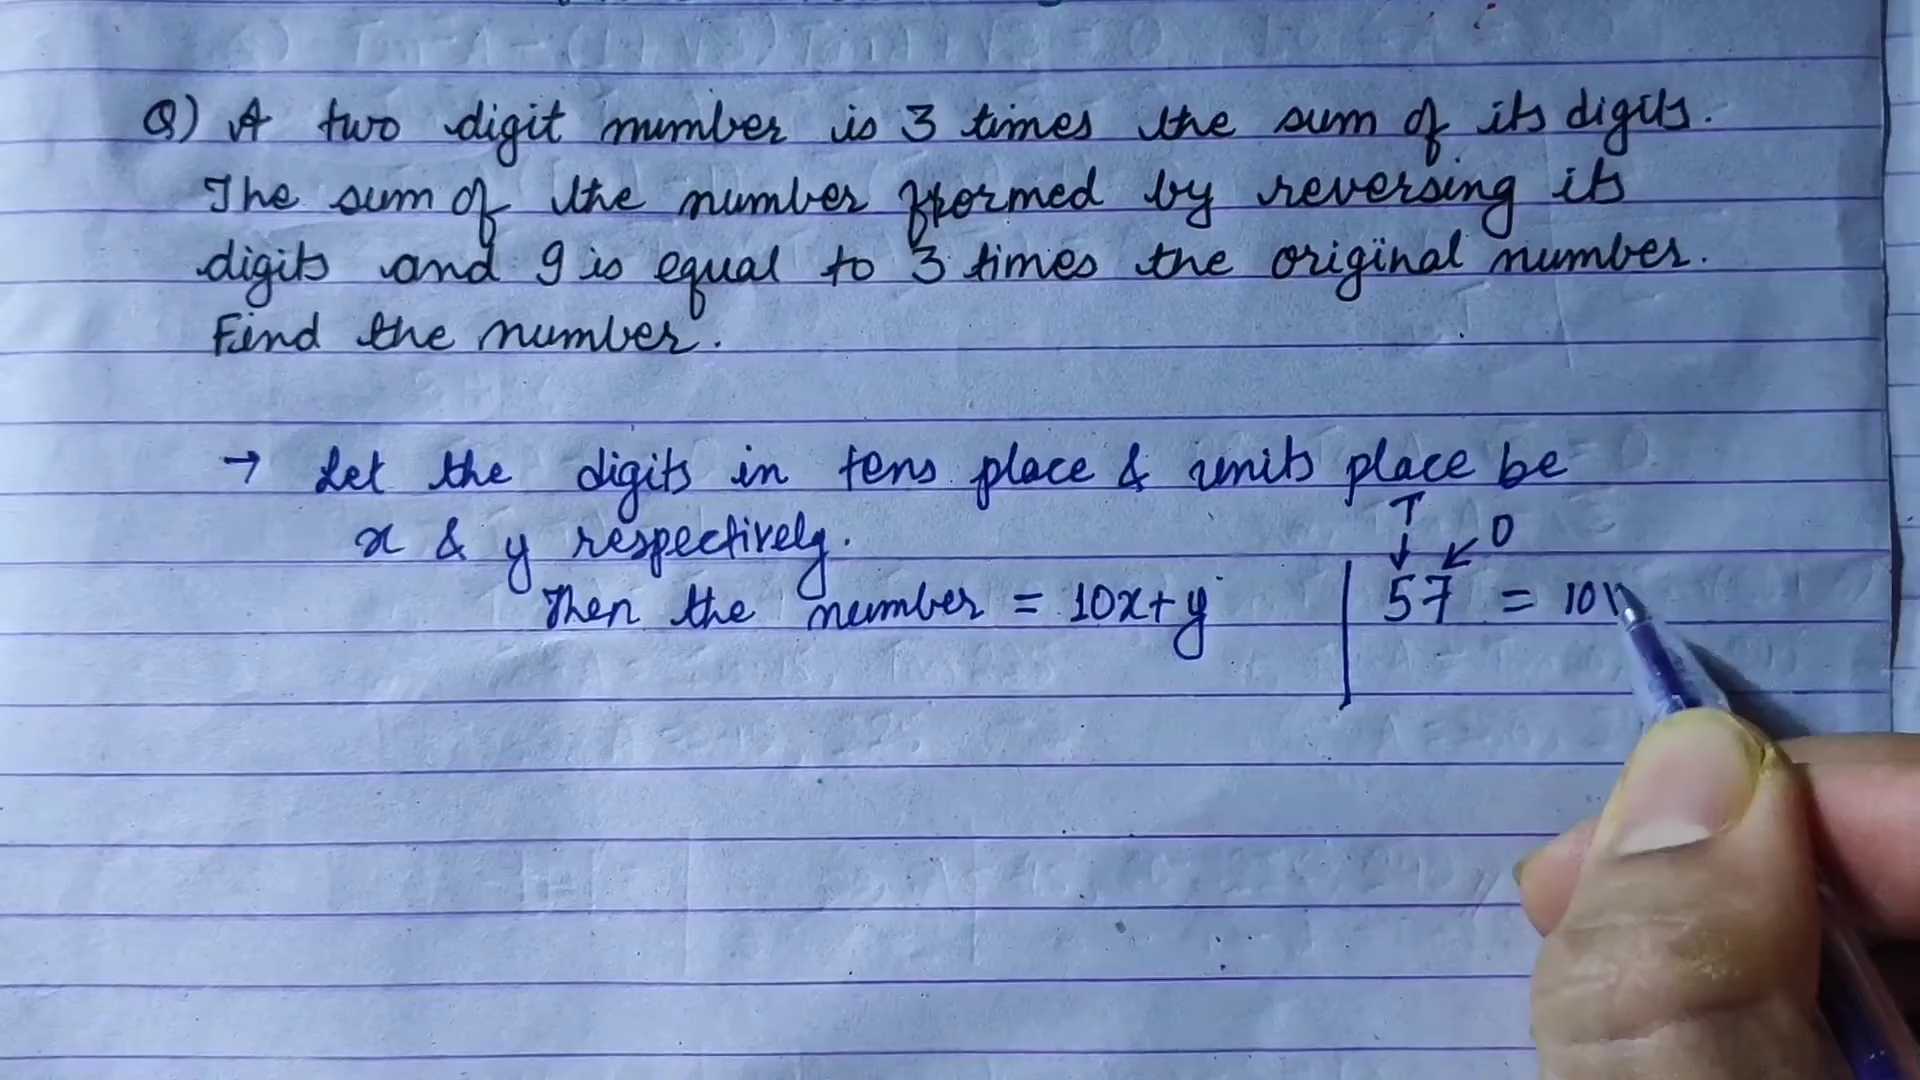 Q) A two digit number is 3 times the sum of its digits.
The sum of the number formed by reversing its
digits and 9 is equal to 3 times the original number.
Find the number.
→ Let the digits in tens place & units place be
x & y respectively.
T
O
Then the number = 10x+y
57 = 10